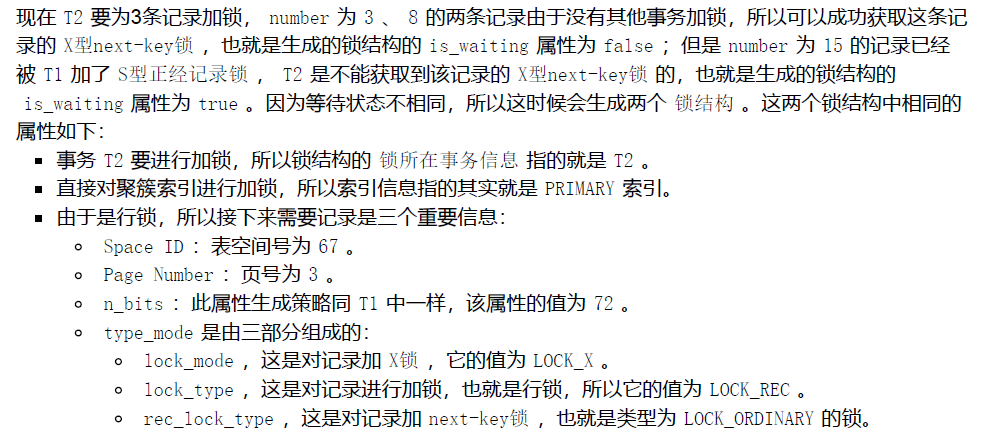 现在 T2 要为3条记录加锁， number 为 3 、 8 的两条记录由于没有其他事务加锁，所以可以成功获取这条记
录的 X型next-key锁 ，也就是生成的锁结构的 is_waiting 属性为 false ；但是 number 为 15 的记录已经
被 T1 加了 S型正经记录锁 ， T2 是不能获取到该记录的 X型next-key锁 的，也就是生成的锁结构的
is_waiting 属性为 true 。因为等待状态不相同，所以这时候会生成两个 锁结构 。这两个锁结构中相同的
属性如下：
▪ 事务 T2 要进行加锁，所以锁结构的 锁所在事务信息 指的就是 T2 。
▪ 直接对聚簇索引进行加锁，所以索引信息指的其实就是 PRIMARY 索引。
▪ 由于是行锁，所以接下来需要记录是三个重要信息：
◦ Space ID ：表空间号为 67 。
◦ Page Number ：页号为 3 。
◦ n_bits ：此属性生成策略同 T1 中一样，该属性的值为 72 。
◦ type_mode 是由三部分组成的：
◦ lock_mode ，这是对记录加 X锁 ，它的值为 LOCK_X 。
◦ lock_type ，这是对记录进行加锁，也就是行锁，所以它的值为 LOCK_REC 。
◦ rec_lock_type ，这是对记录加 next-key锁 ，也就是类型为 LOCK_ORDINARY 的锁。